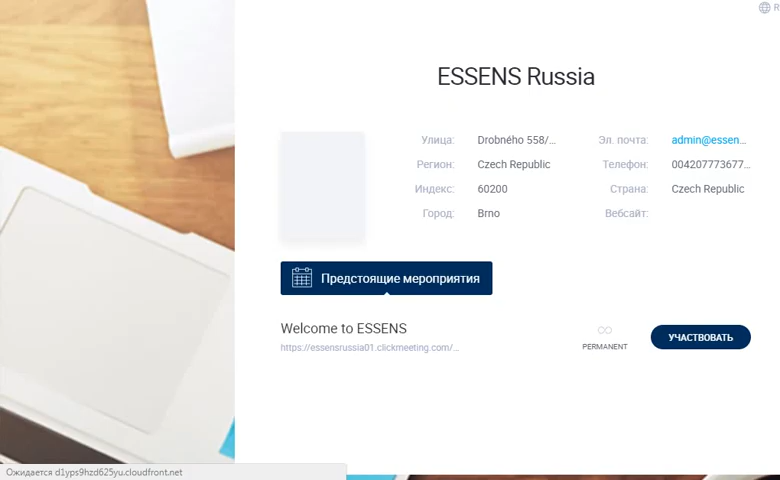 R
ESSENS Russia
Улица: Drobného 558/... Эл. почта: admin@essen...
Регион: Czech Republic Телефон: 004207773677...
Индекс: 60200 Страна: Czech Republic
Город: Brno Вебсайт:
Предстоящие мероприятия
Welcome to ESSENS
https://essensrussia01.clickmeeting.com/...
PERMANENT
УЧАСТВОВАТЬ
Ожидается d1yps9hzd625yu.cloudfront.net